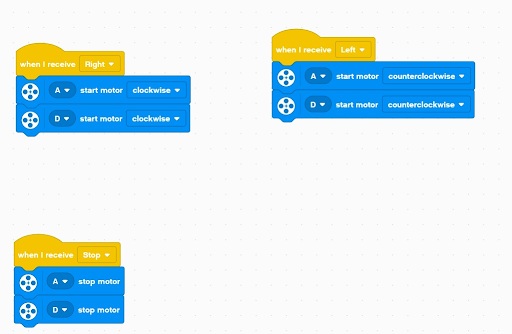 when I receive Right
A start motor clockwise
D start motor clockwise
when I receive Left
A start motor counterclockwise
D start motor counterclockwise
when I receive Stop
A stop motor
D stop motor